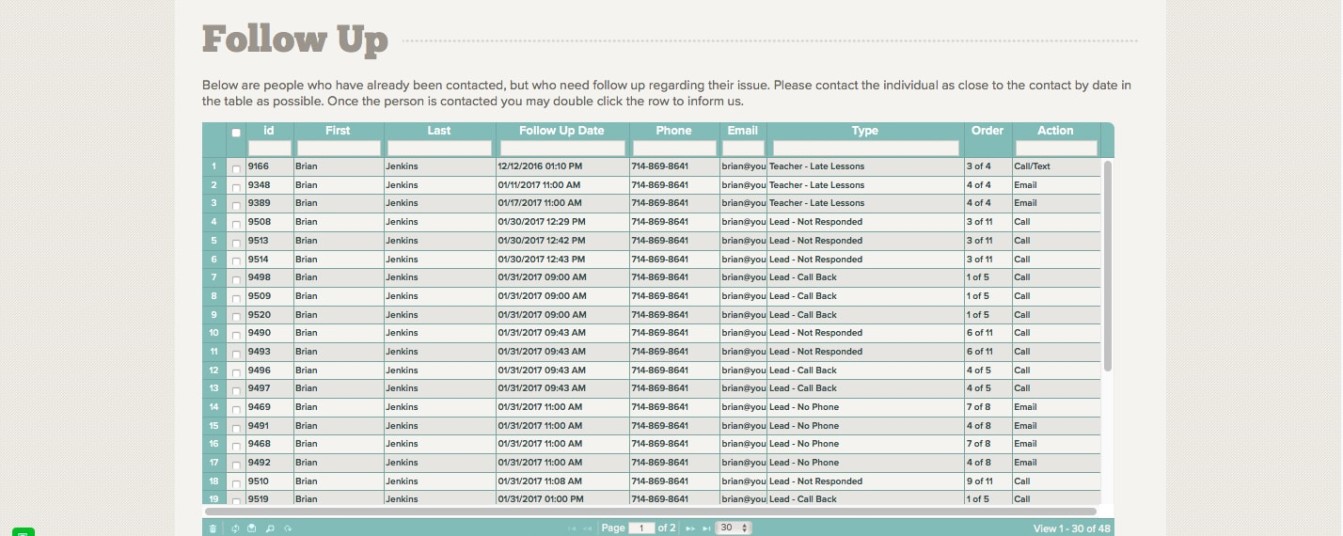 Follow Up
Below are people who have already been contacted, but who need follow up regarding their issue. Please contact the individual as close to the contact by date in
the table as possible. Once the person is contacted you may double click the row to inform us.
id First Last Follow Up Date Phone Email Type Order Action
1 9166 Brian Jenkins 12/12/2016 01:10 PM 714-869-8641 brian@you Teacher - Late Lessons 3 of 4 Call/Text
2 9348 Brian Jenkins 01/11/2017 11:00 AM 714-869-8641 brian@you Teacher - Late Lessons 4 of 4 Email
3 9389 Brian Jenkins 01/17/2017 11:00 AM 714-869-8641 brian@you Teacher - Late Lessons 4 of 4 Email
4 9508 Brian Jenkins 01/30/2017 12:29 PM 714-869-8641 brian@you Lead - Not Responded 3 of 11 Call
5 9513 Brian Jenkins 01/30/2017 12:42 PM 714-869-8641 brian@you Lead - Not Responded 3 of 11 Call
6 9514 Brian Jenkins 01/30/2017 12:43 PM 714-869-8641 brian@you Lead - Not Responded 3 of 11 Call
7 9498 Brian Jenkins 01/31/2017 09:00 AM 714-869-8641 brian@you Lead - Call Back 1 of 5 Call
8 9509 Brian Jenkins 01/31/2017 09:00 AM 714-869-8641 brian@you Lead - Call Back 1 of 5 Call
9 9520 Brian Jenkins 01/31/2017 09:00 AM 714-869-8641 brian@you Lead - Call Back 1 of 5 Call
10 9490 Brian Jenkins 01/31/2017 09:43 AM 714-869-8641 brian@you Lead - Not Responded 6 of 11 Call
11 9493 Brian Jenkins 01/31/2017 09:43 AM 714-869-8641 brian@you Lead - Not Responded 6 of 11 Call
12 9496 Brian Jenkins 01/31/2017 09:43 AM 714-869-8641 brian@you Lead - Call Back 4 of 5 Call
13 9497 Brian Jenkins 01/31/2017 09:43 AM 714-869-8641 brian@you Lead - Call Back 4 of 5 Call
14 9469 Brian Jenkins 01/31/2017 11:00 AM 714-869-8641 brian@you Lead - No Phone 7 of 8 Email
15 9491 Brian Jenkins 01/31/2017 11:00 AM 714-869-8641 brian@you Lead - No Phone 4 of 8 Email
16 9468 Brian Jenkins 01/31/2017 11:00 AM 714-869-8641 brian@you Lead - No Phone 7 of 8 Email
17 9492 Brian Jenkins 01/31/2017 11:00 AM 714-869-8641 brian@you Lead - No Phone 4 of 8 Email
18 9510 Brian Jenkins 01/31/2017 11:08 AM 714-869-8641 brian@you Lead - Not Responded 9 of 11 Call
19 9519 Brian Jenkins 01/31/2017 01:00 PM 714-869-8641 brian@you Lead - Call Back 1 of 5 Call
Page 1 of 2 30 View 1 - 30 of 48